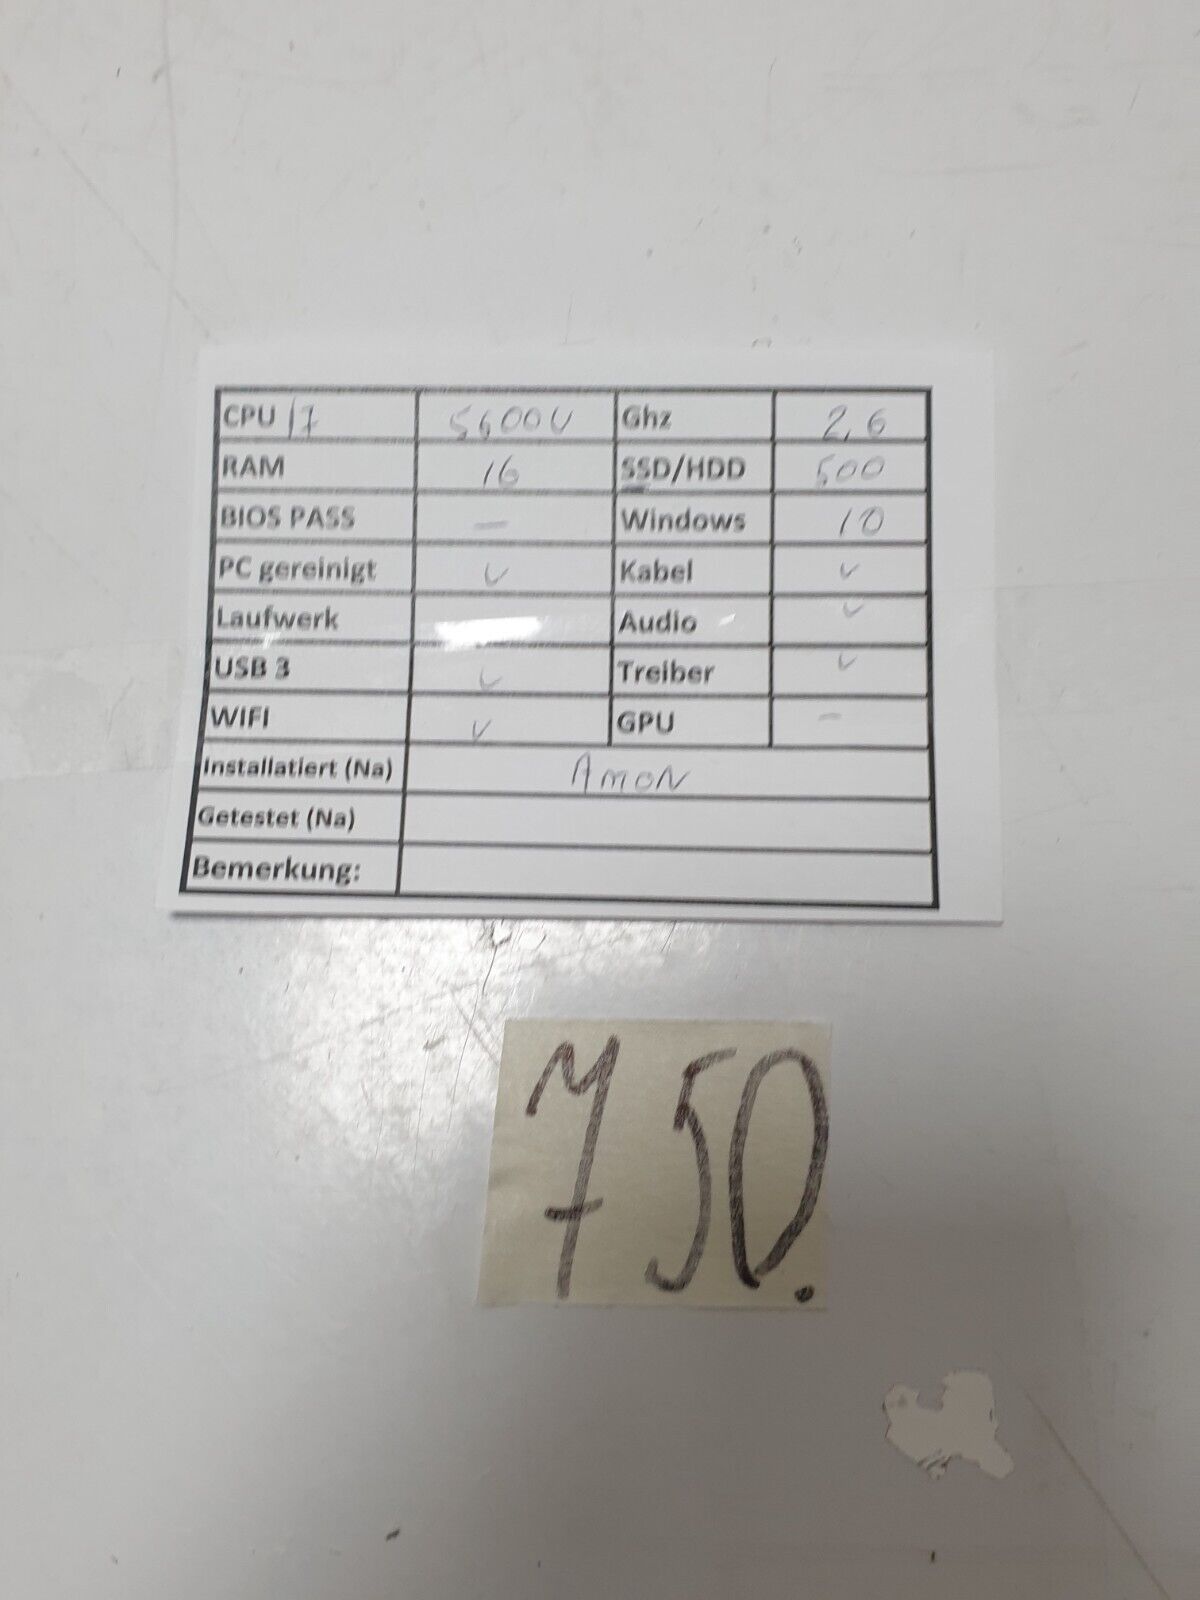 CPU i7 5600U Ghz 2,6
RAM 16 SSD/HDD 500
BIOS PASS — Windows 10
PC gereinigt ✓ Kabel ✓
Laufwerk Audio ✓
USB 3 ✓ Treiber ✓
WIFI ✓ GPU –
Installatiert (Na) Amon
Getestet (Na)
Bemerkung:
750.